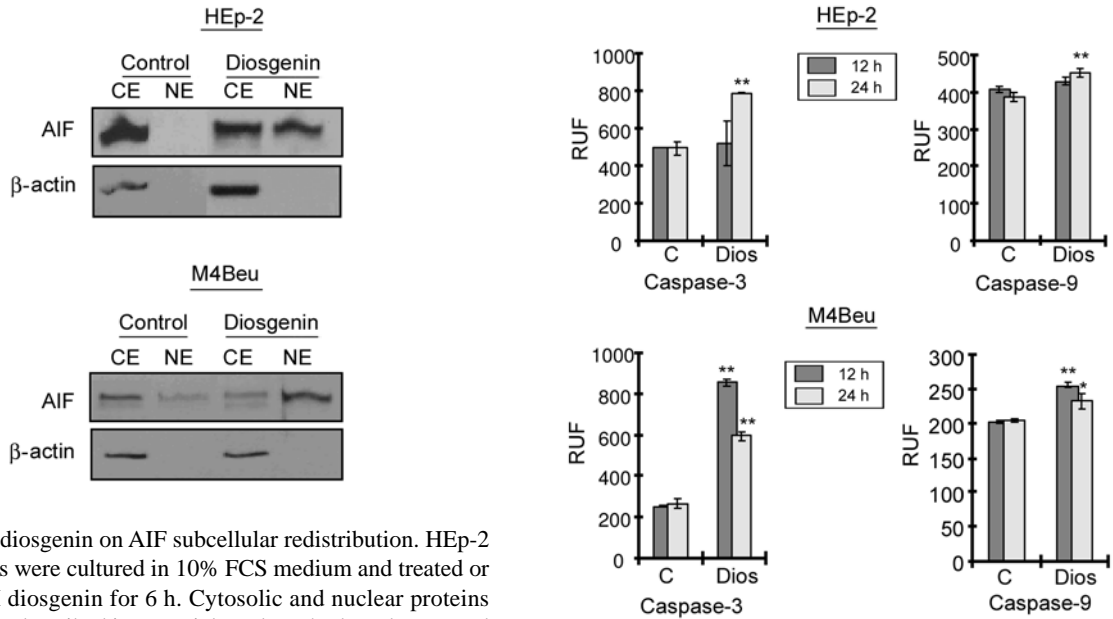 HEp-2
Control Diosgenin
CE NE CE NE
AIF
β-actin
M4Beu
Control Diosgenin
CE NE CE NE
AIF
β-actin
diosgenin on AIF subcellular redistribution. HEp-2
s were cultured in 10% FCS medium and treated or
diosgenin for 6 h. Cytosolic and nuclear proteins
HEp-2
12 h
24 h
RUF
1000
800
600
400
200
0
**
C Dios
Caspase-3
RUF
500
400
300
200
100
0
**
C Dios
Caspase-9
M4Beu
12 h
24 h
RUF
1000
800
600
400
200
0
**
**
C Dios
Caspase-3
RUF
300
250
200
150
100
50
0
**
*
C Dios
Caspase-9